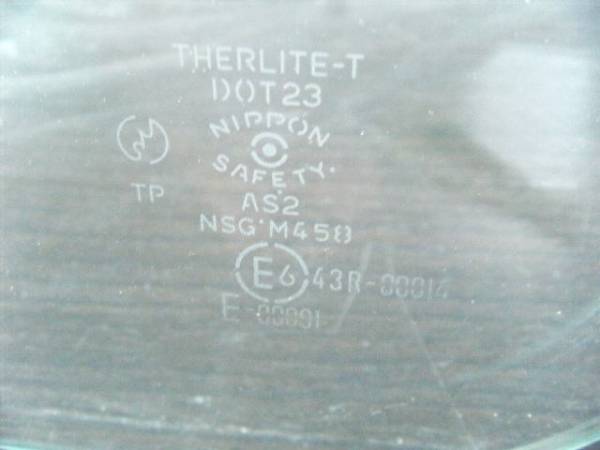 THERLITE-T
DOT23
NIPPON
SAFETY
TP
AS2
NSG·M458
E6 43R-00014
E-00091